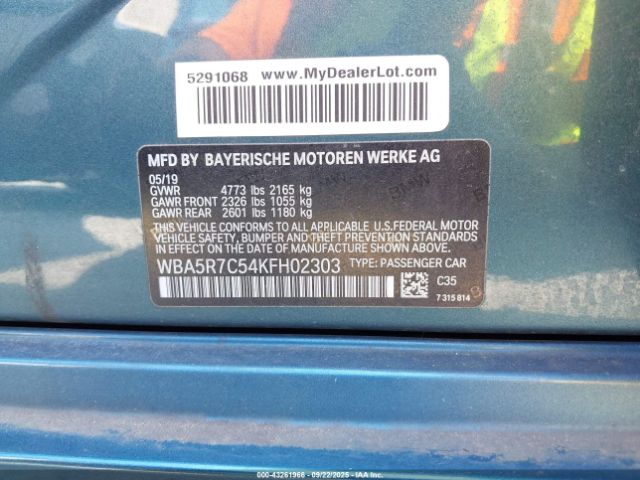 5291068 www.MyDealerLot.com
MFD BY BAYERISCHE MOTOREN WERKE AG
05/19
GVWR 4773 lbs 2165 kg
GAWR FRONT 2326 lbs 1055 kg
GAWR REAR 2601 lbs 1180 kg
THIS VEHICLE CONFORMS TO ALL APPLICABLE U.S.FEDERAL MOTOR
VEHICLE SAFETY, BUMPER AND THEFT PREVENTION STANDARDS
IN EFFECT ON THE DATE OF MANUFACTURE SHOWN ABOVE.
WBA5R7C54KFH02303 TYPE: PASSENGER CAR
C35
7 315 814
000-43261968 - 09/22/2025 - IAA Inc.